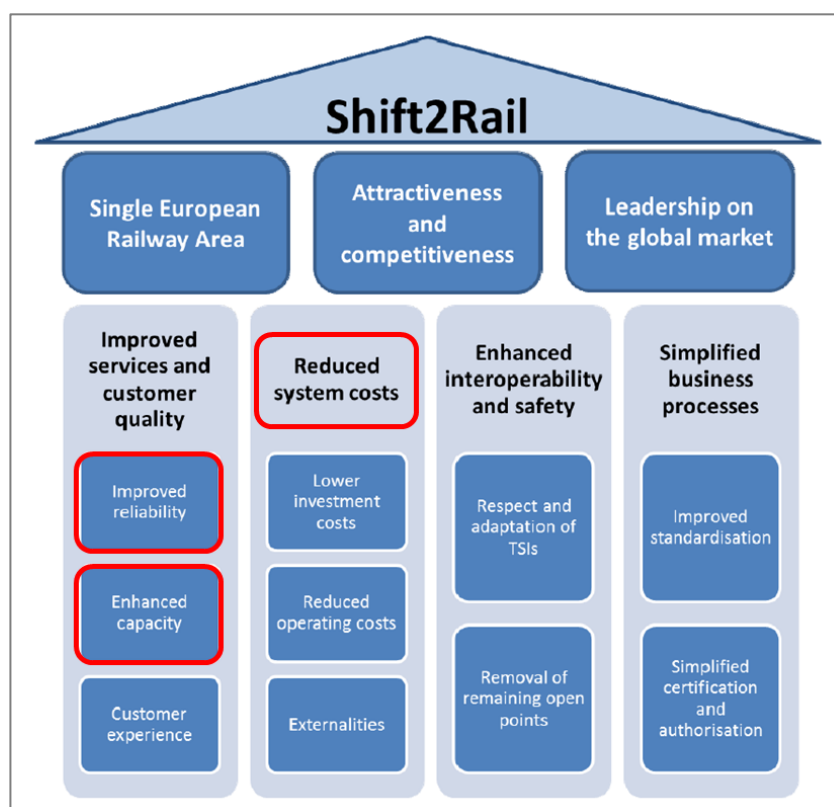 Shift2Rail
Single European
Railway Area
Attractiveness
and
competitiveness
Leadership on
the global market
Improved
services and
customer
quality
Improved
reliability
Enhanced
capacity
Customer
experience
Reduced
system costs
Lower
investment
costs
Reduced
operating costs
Externalities
Enhanced
interoperability
and safety
Respect and
adaptation of
TSIs
Removal of
remaining open
points
Simplified
business
processes
Improved
standardisation
Simplified
certification
and
authorisation